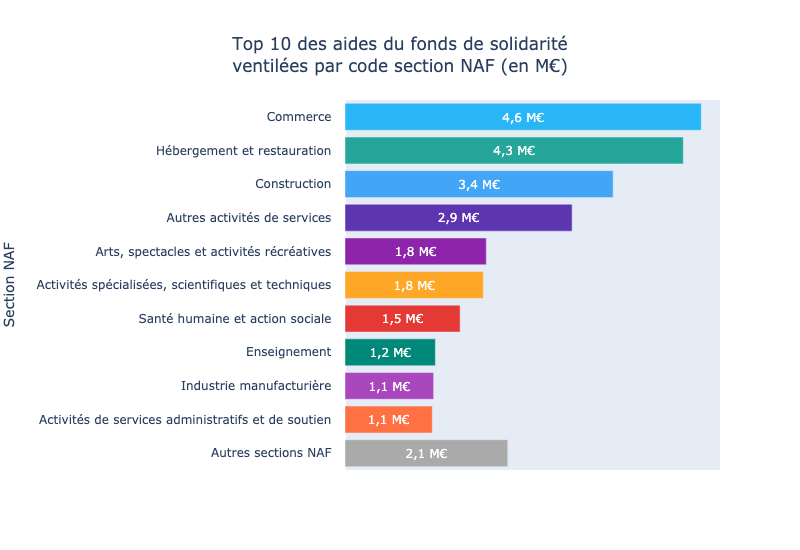 Top 10 des aides du fonds de solidarité
ventilées par code section NAF (en M€)
Section NAF
Commerce 4,6 M€
Hébergement et restauration 4,3 M€
Construction 3,4 M€
Autres activités de services 2,9 M€
Arts, spectacles et activités récréatives 1,8 M€
Activités spécialisées, scientifiques et techniques 1,8 M€
Santé humaine et action sociale 1,5 M€
Enseignement 1,2 M€
Industrie manufacturière 1,1 M€
Activités de services administratifs et de soutien 1,1 M€
Autres sections NAF 2,1 M€